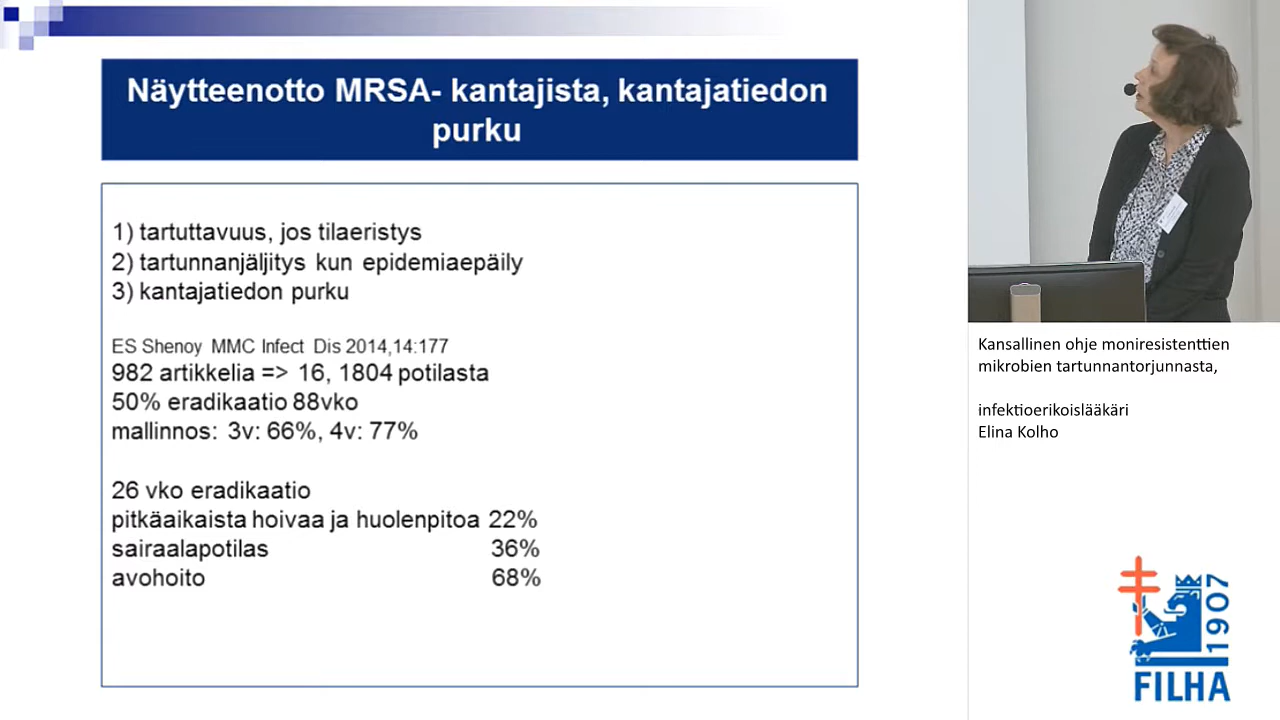 Näytteenotto MRSA- kantajista, kantajatiedon
purku
1) tartuttavuus, jos tilaeristys
2) tartunnanjäljitys kun epidemiaepäily
3) kantajatiedon purku
ES Shenoy MMC Infect Dis 2014,14:177
982 artikkelia => 16, 1804 potilasta
50% eradikaatio 88vko
mallinnos: 3v: 66%, 4v: 77%
26 vko eradikaatio
pitkäaikaista hoivaa ja huolenpitoa 22%
sairaalapotilas 36%
avohoito 68%
Kansallinen ohje moniresistenttien
mikrobien tartunnantorjunnasta,
infektioerikoislääkäri
Elina Kolho
1907
FILHA